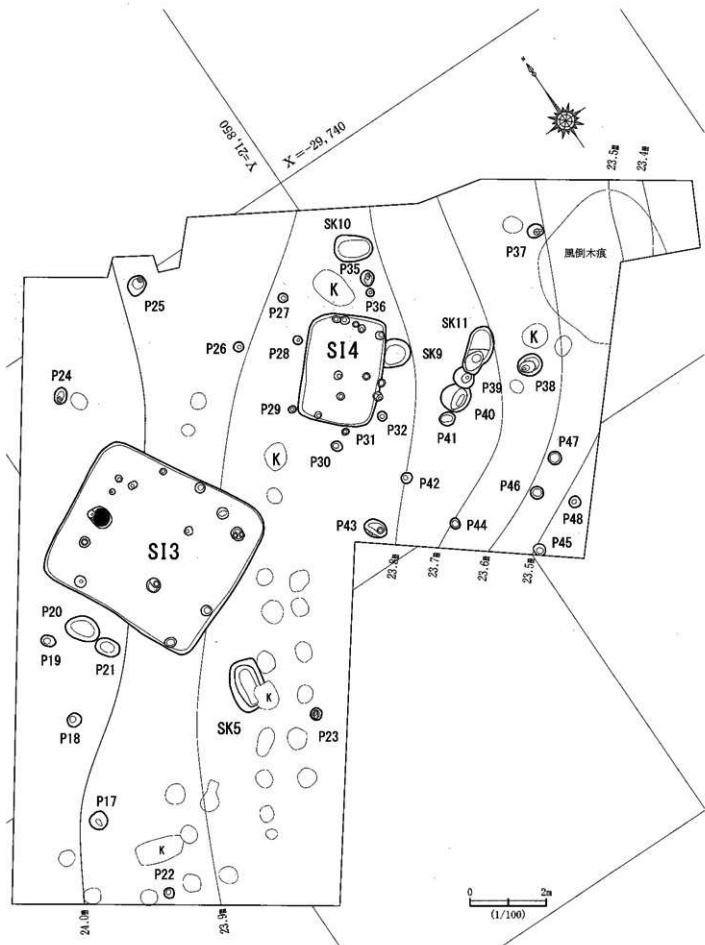 Y=21,850
X=-29,740
23.5m
23.4m
SK10
P35
P36
P37
風倒木痕
P25
K
P27
P26
P28
SI4
SK9
SK11
K
P39
P38
P24
P40
P41
P29
P31
P32
P30
K
P42
P47
P46
P48
P43
P44
P45
SI3
23.8m
23.7m
23.6m
23.5m
P20
P19
P21
K
SK5
P23
P18
P17
K
P22
24.0m
23.9m
0
2m
(1/100)